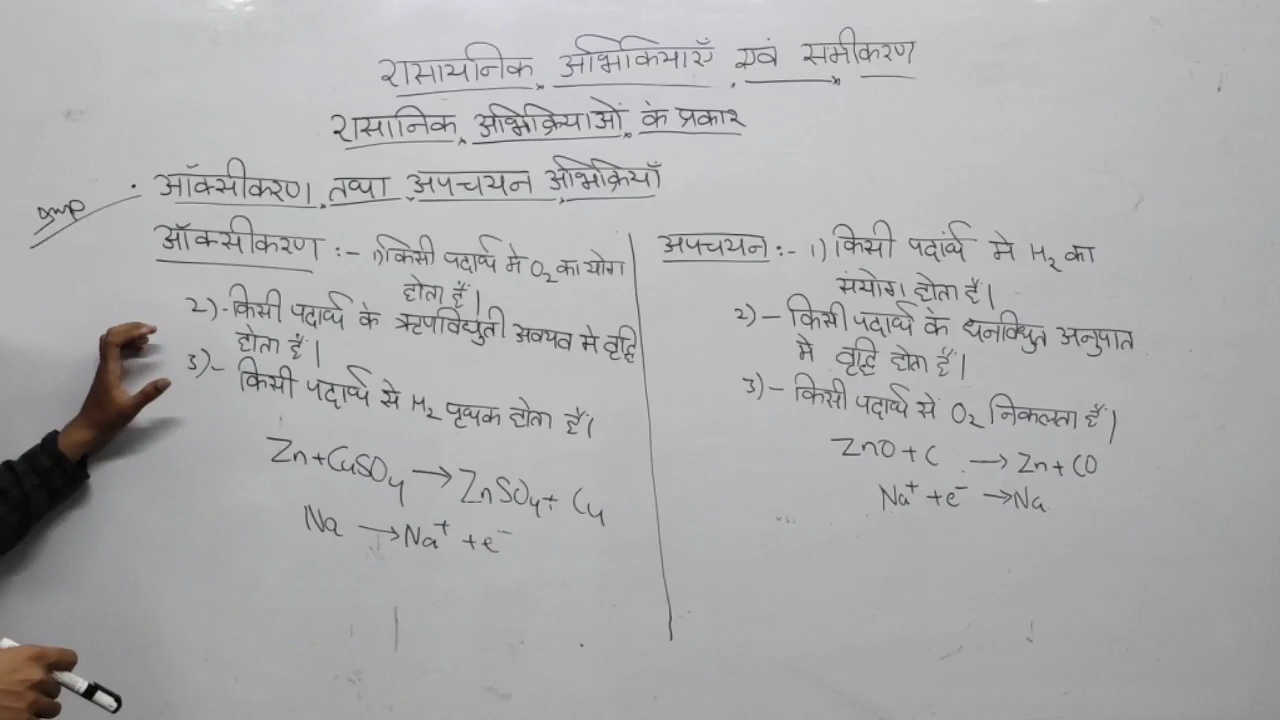 रासायनिक अभिकियाएँ एवं समीकरण
रासानिक अभिक्रियाओं के प्रकार
Imp
ऑक्सीकरण तथा अपचयन अभिक्रियाँ
ऑक्सीकरण :- 1) किसी पदार्थ मे O₂ का योग
होता हैं।
2) - किसी पदार्थ के ऋणविद्युती अवयव मे वृद्धि
होता हैं।
3) - किसी पदार्थ से H₂ पृथक होता हैं।
Zn+CuSO₄ → ZnSO₄+ Cu
Na → Na⁺ + e⁻
अपचयन :- 1) किसी पदार्थ मे H₂ का
संयोग होता हैं।
2) - किसी पदार्थ के धनविधुत अनुपात
मे वृद्धि होता हैं।
3) - किसी पदार्थ सें O₂ निकलता हैं।
ZnO + C → Zn + CO
Na⁺ + e⁻ → Na